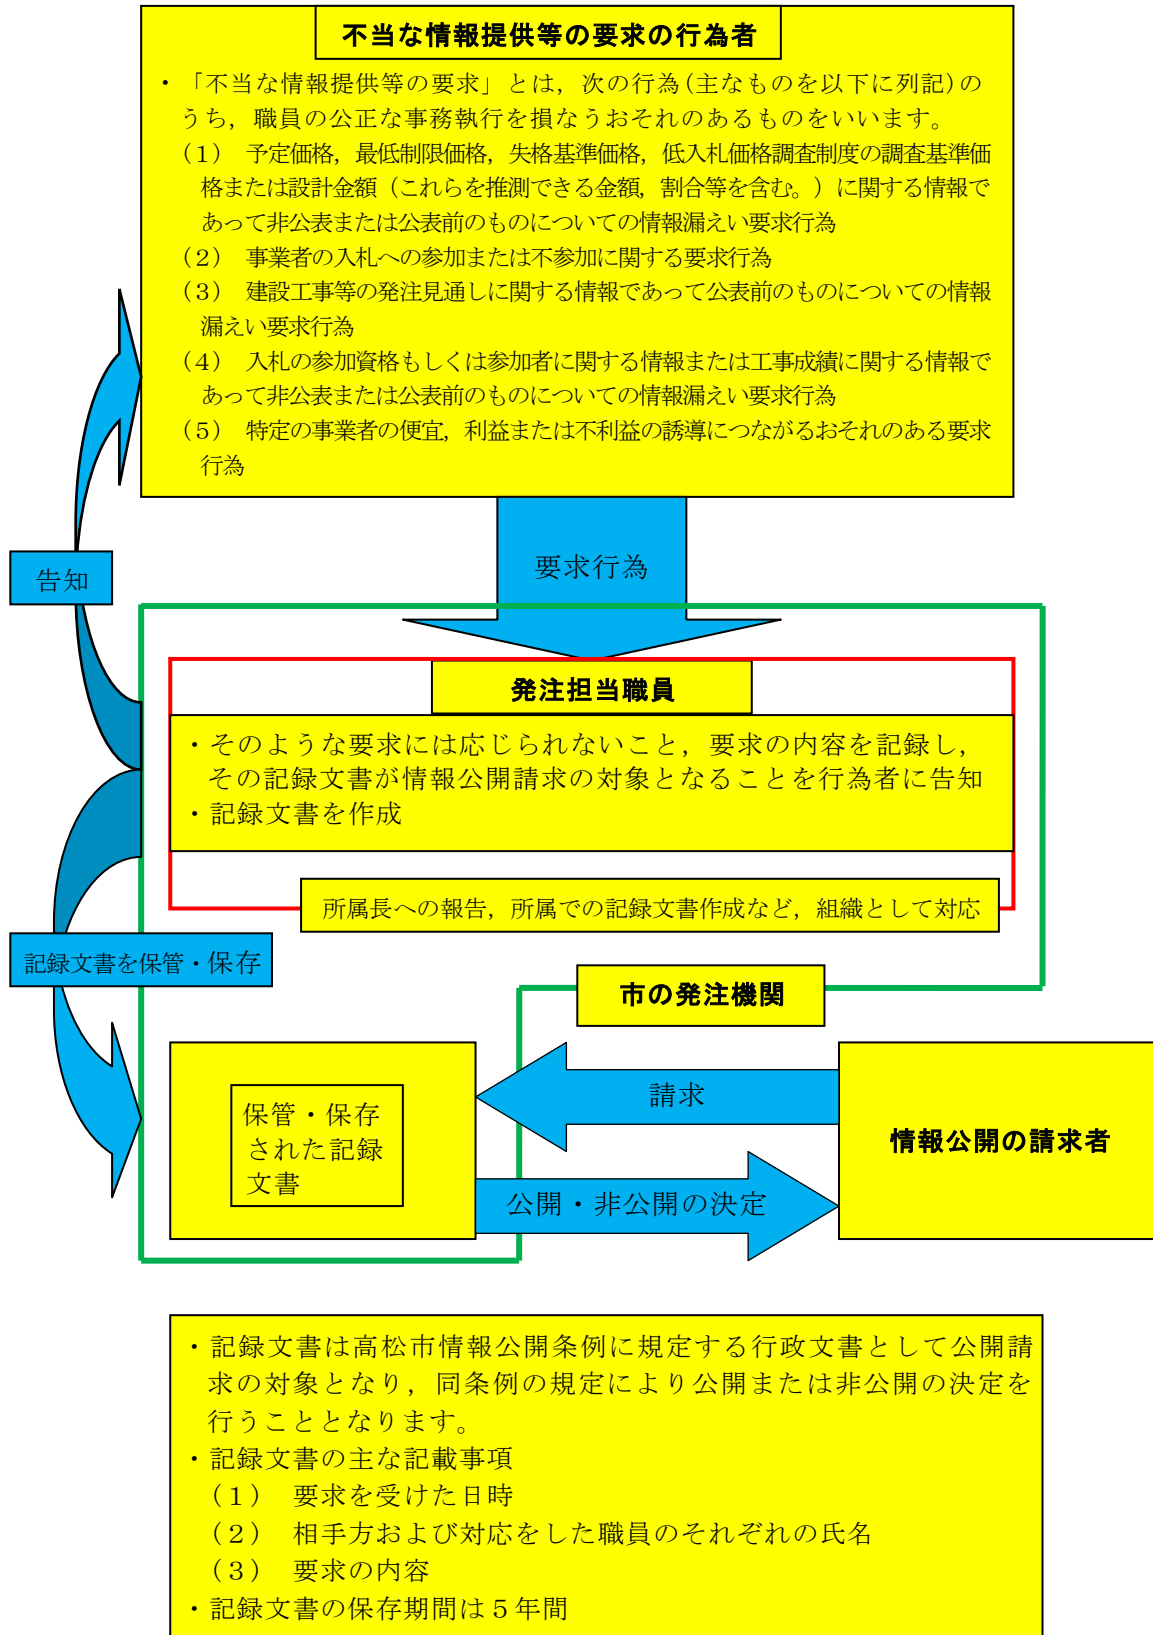 不当な情報提供等の要求の行為者
・「不当な情報提供等の要求」とは，次の行為(主なものを以下に列記)の
うち，職員の公正な事務執行を損なうおそれのあるものをいいます。
（１） 予定価格，最低制限価格，失格基準価格，低入札価格調査制度の調査基準価
格または設計金額（これらを推測できる金額，割合等を含む。）に関する情報で
あって非公表または公表前のものについての情報漏えい要求行為
（２） 事業者の入札への参加または不参加に関する要求行為
（３） 建設工事等の発注見通しに関する情報であって公表前のものについての情報
漏えい要求行為
（４） 入札の参加資格もしくは参加者に関する情報または工事成績に関する情報で
あって非公表または公表前のものについての情報漏えい要求行為
（５） 特定の事業者の便宜，利益または不利益の誘導につながるおそれのある要求
行為
要求行為
告知
発注担当職員
・そのような要求には応じられないこと，要求の内容を記録し，
その記録文書が情報公開請求の対象となることを行為者に告知
・記録文書を作成
所属長への報告，所属での記録文書作成など，組織として対応
記録文書を保管・保存
市の発注機関
請求
保管・保存
された記録
文書
情報公開の請求者
公開・非公開の決定
・記録文書は高松市情報公開条例に規定する行政文書として公開請
求の対象となり，同条例の規定により公開または非公開の決定を
行うこととなります。
・記録文書の主な記載事項
（１） 要求を受けた日時
（２） 相手方および対応をした職員のそれぞれの氏名
（３） 要求の内容
・記録文書の保存期間は５年間